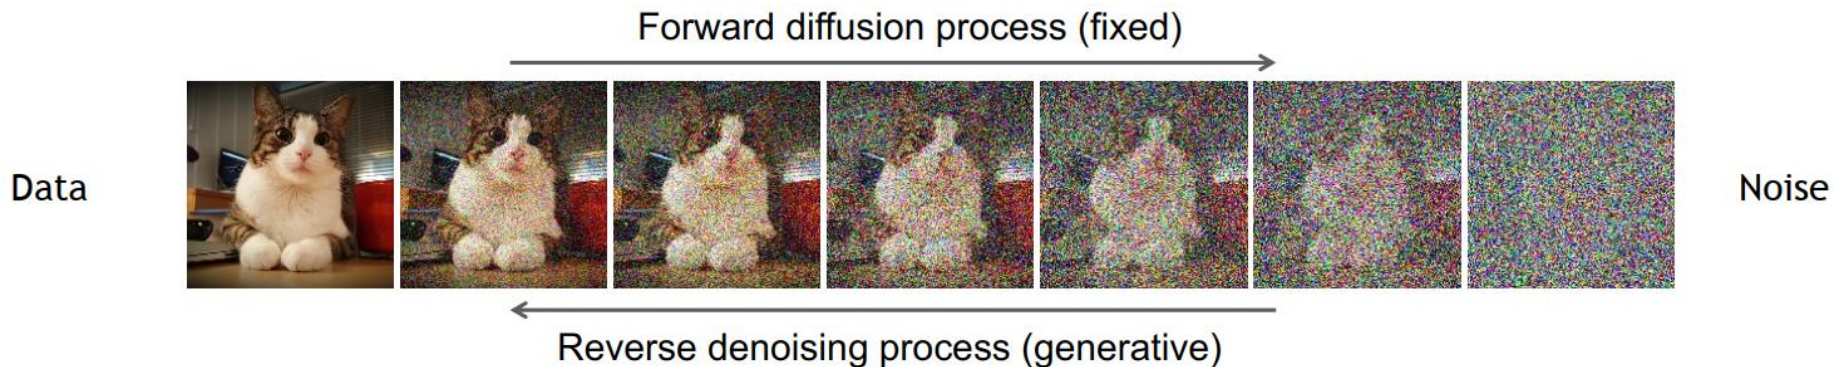 Forward diffusion process (fixed)
Data
Noise
Reverse denoising process (generative)